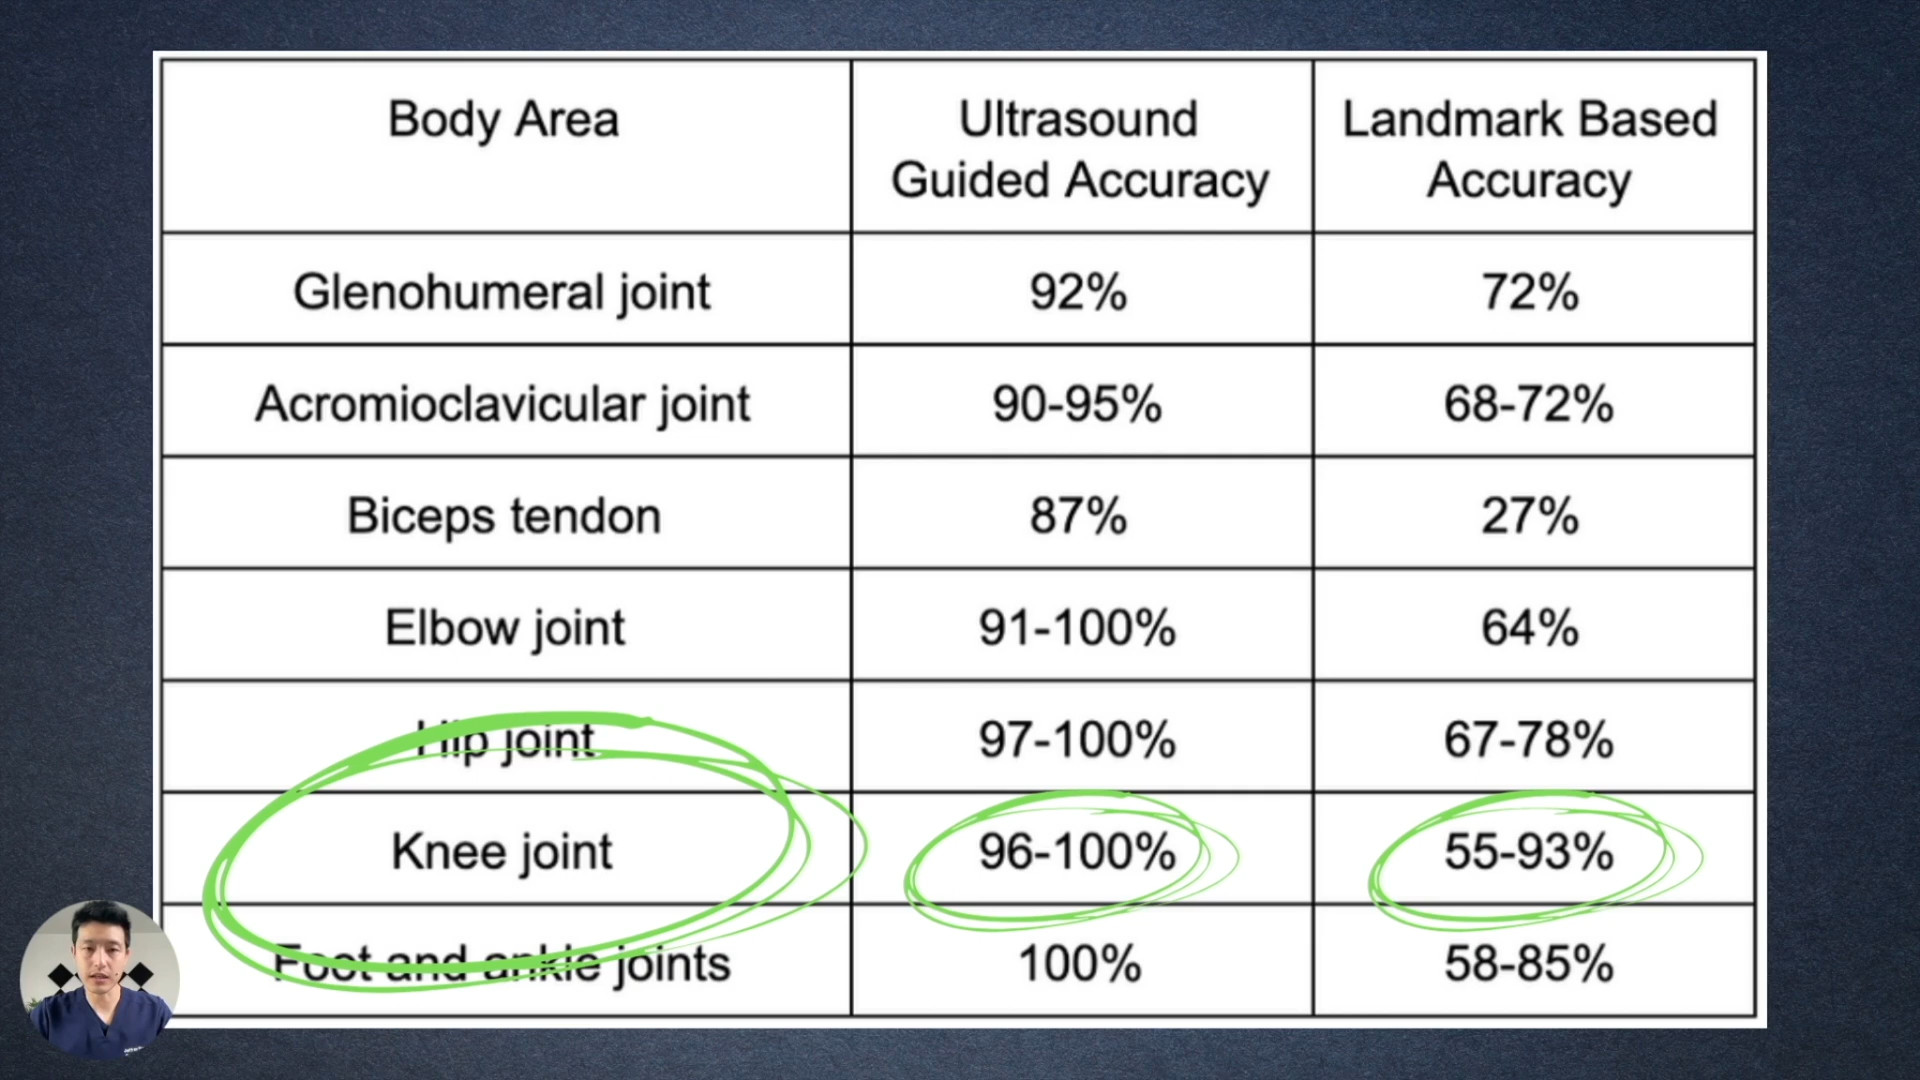 Body Area
Ultrasound
Guided Accuracy
Landmark Based
Accuracy
Glenohumeral joint 92% 72%
Acromioclavicular joint 90-95% 68-72%
Biceps tendon 87% 27%
Elbow joint 91-100% 64%
Hip joint 97-100% 67-78%
Knee joint 96-100% 55-93%
Foot and ankle joints 100% 58-85%